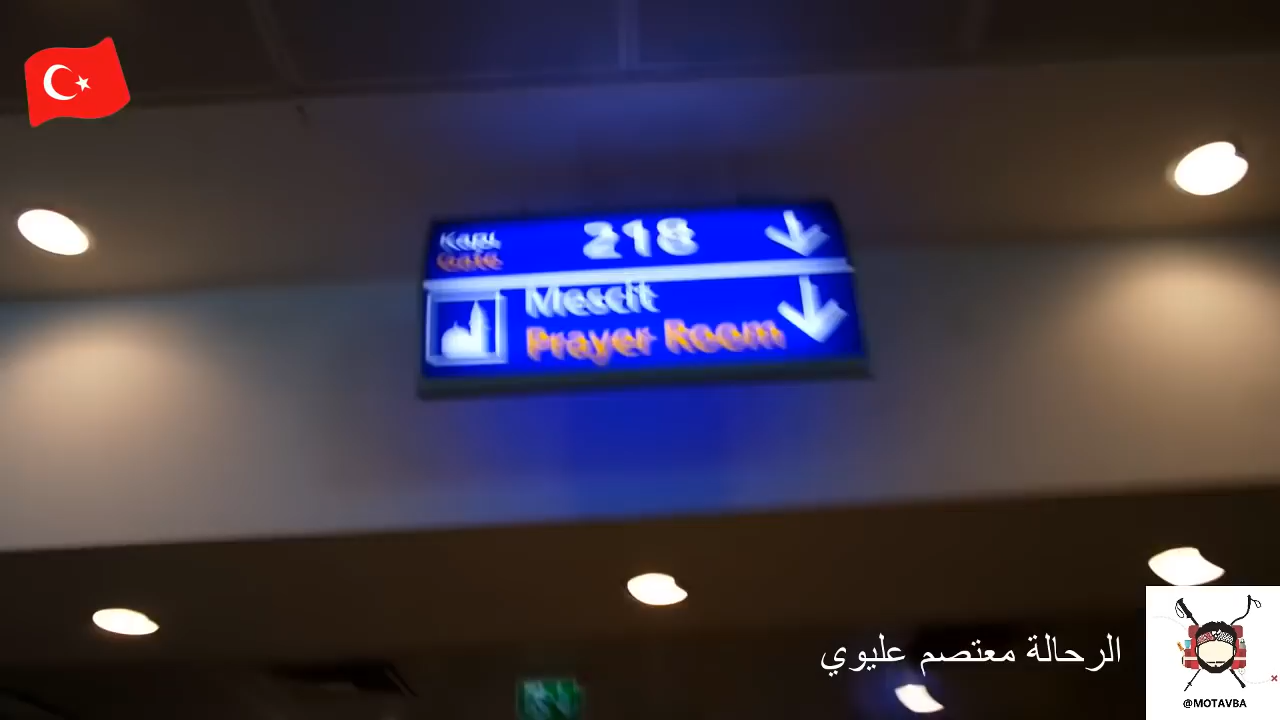 Kapı
Gate
218
Mescit
Prayer Room
الرحالة معتصم عليوي
@MOTAVBA